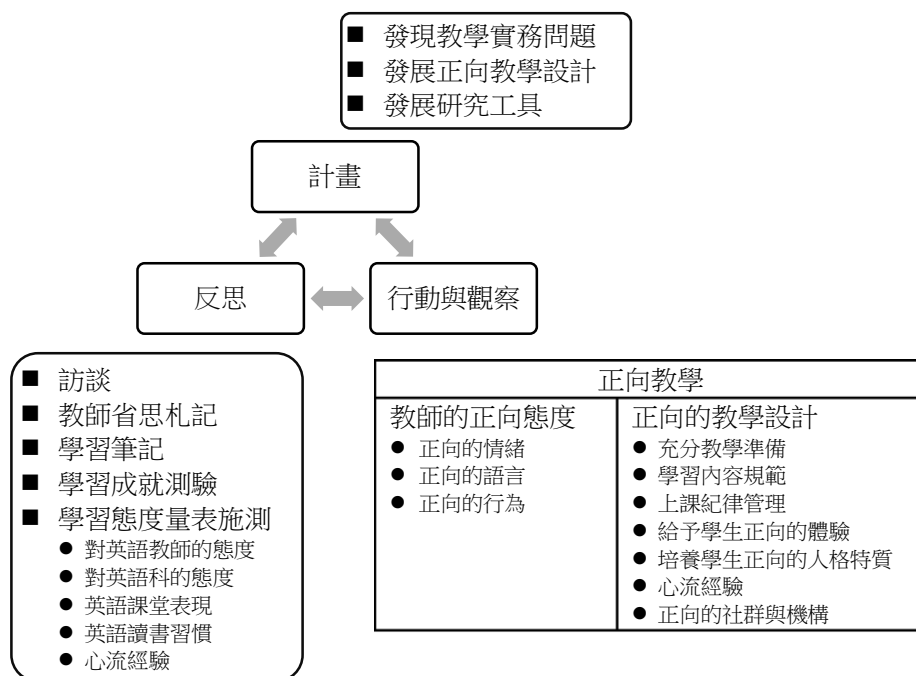 ■ 發現教學實務問題
■ 發展正向教學設計
■ 發展研究工具
計畫
反思
行動與觀察
■ 訪談
■ 教師省思札記
■ 學習筆記
■ 學習成就測驗
■ 學習態度量表施測
● 對英語教師的態度
● 對英語科的態度
● 英語課堂表現
● 英語讀書習慣
● 心流經驗
正向教學
教師的正向態度
● 正向的情緒
● 正向的語言
● 正向的行為
正向的教學設計
● 充分教學準備
● 學習內容規範
● 上課紀律管理
● 給予學生正向的體驗
● 培養學生正向的人格特質
● 心流經驗
● 正向的社群與機構